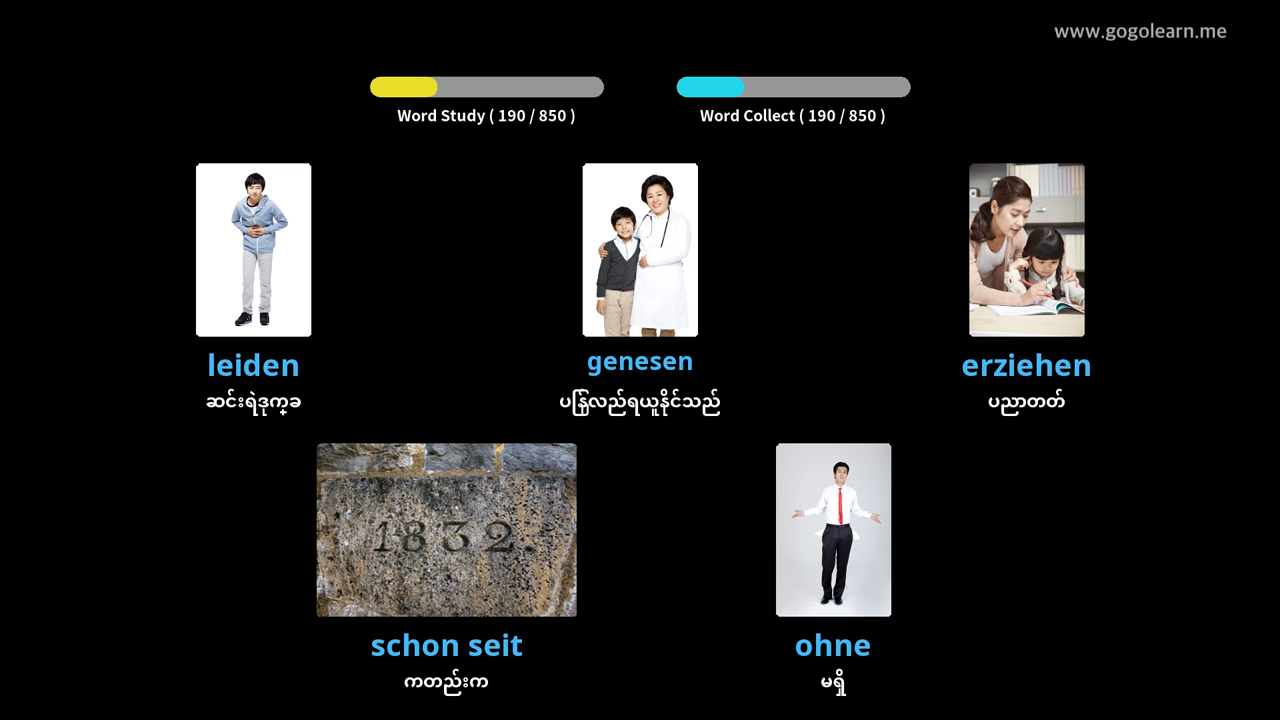 www.gogolearn.me
Word Study ( 190 / 850 )
Word Collect ( 190 / 850 )
leiden
ဆင်းရဲဒုက္ခ
genesen
ပြန်လည်ရယူနိုင်သည်
erziehen
ပညာတတ်
1832.
schon seit
ကတည်းက
ohne
မရှိ